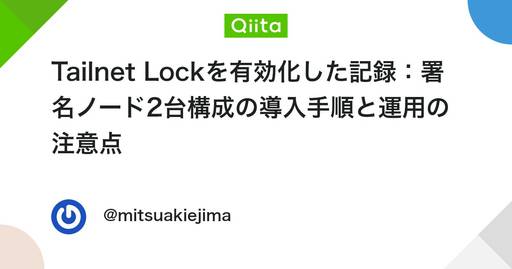 Qiita
Tailnet Lockを有効化した記録：署
名ノード2台構成の導入手順と運用の
注意点
@mitsuakiejima